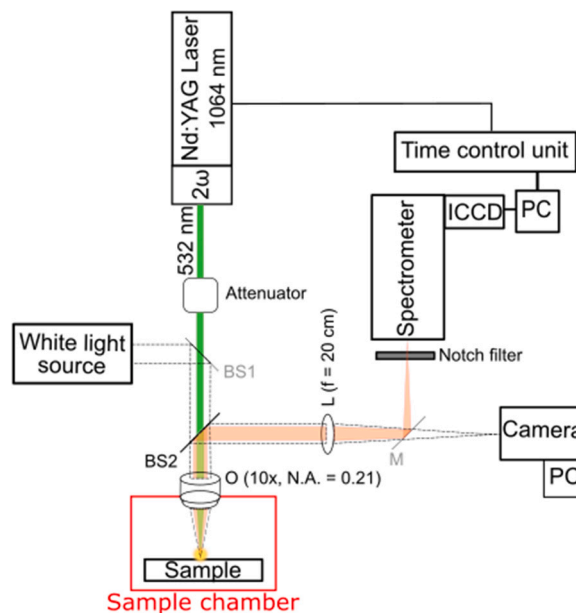 Nd:YAG Laser
1064 nm
2ω
532 nm
Attenuator
White light
source
BS1
BS2
O (10x, N.A. = 0.21)
Sample
Sample chamber
L (f = 20 cm)
M
Notch filter
Spectrometer
ICCD
PC
Time control unit
Camera
PC